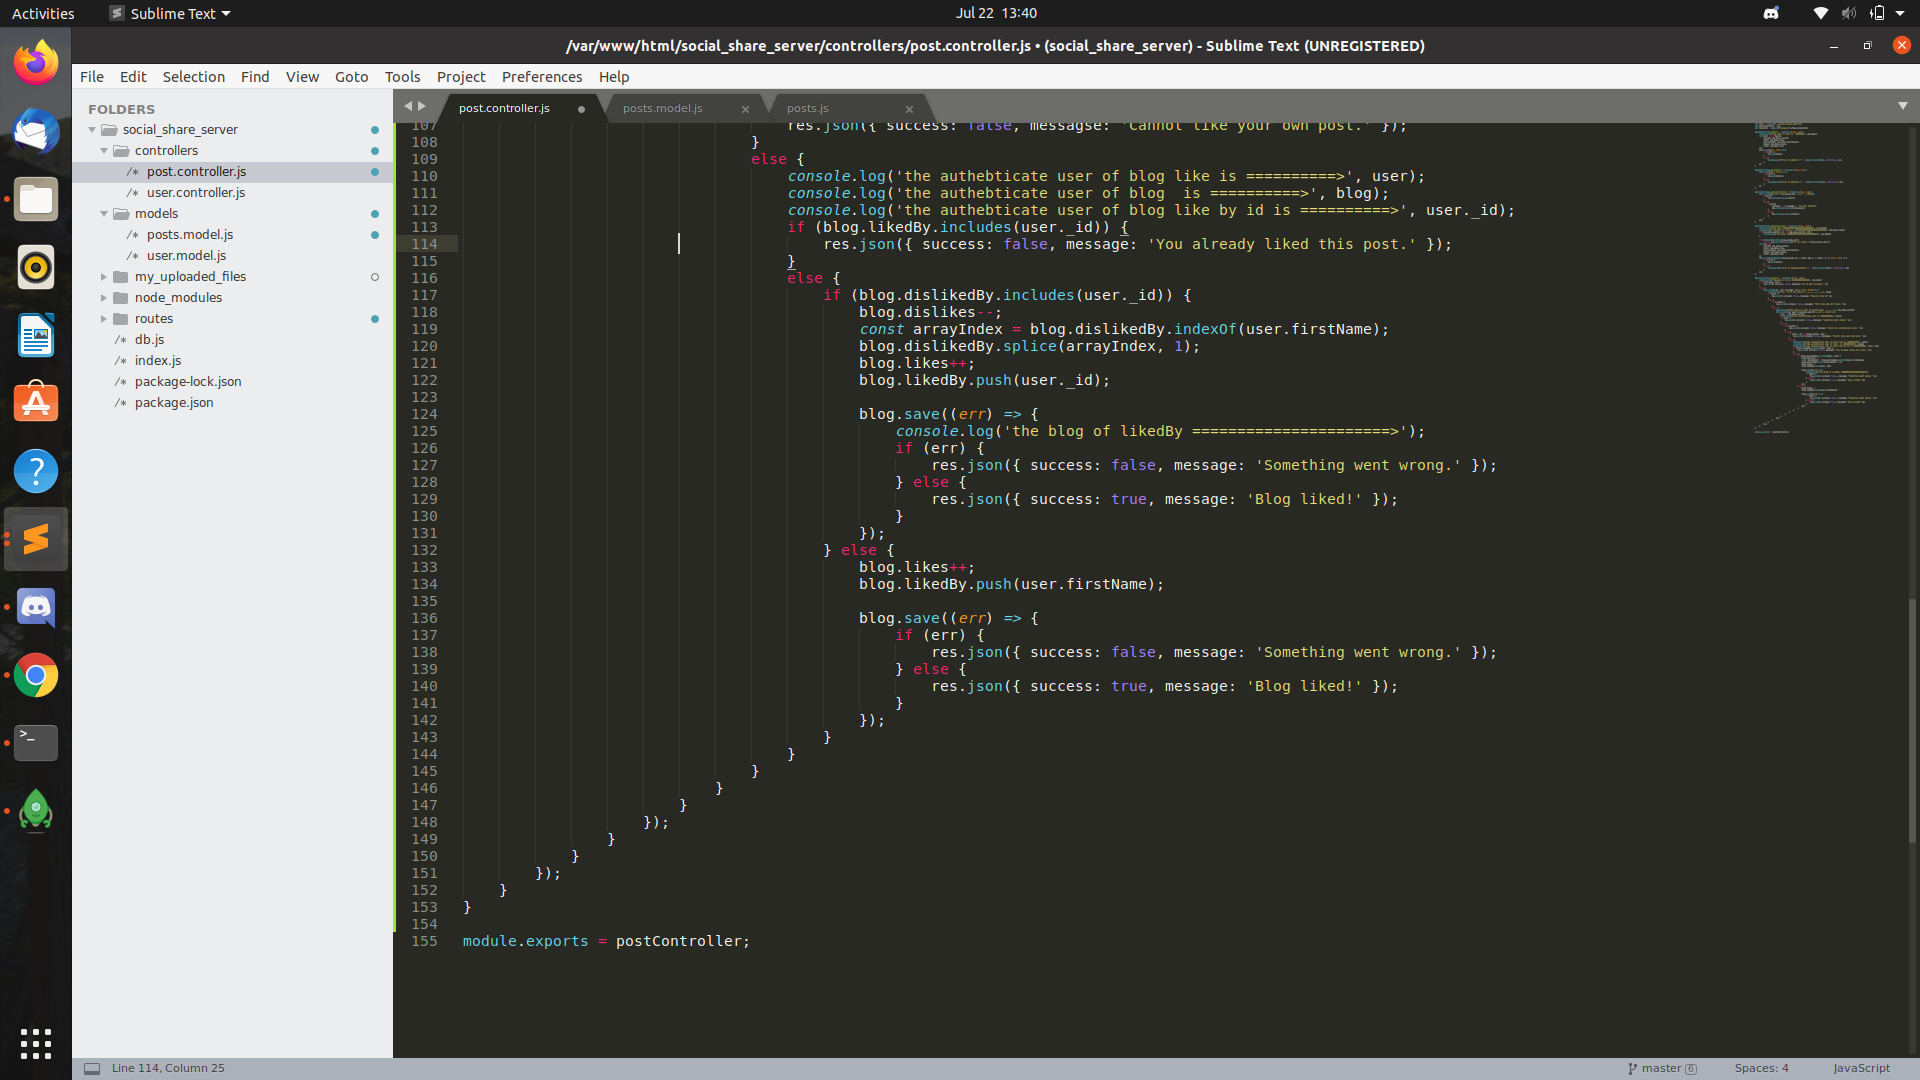 Activities
Sublime Text
Jul 22 13:40
/var/www/html/social_share_server/controllers/post.controller.js • (social_share_server) - Sublime Text (UNREGISTERED)
File Edit Selection Find View Goto Tools Project Preferences Help
FOLDERS
social_share_server
controllers
/* post.controller.js
/* user.controller.js
models
/* posts.model.js
/* user.model.js
my_uploaded_files
node_modules
routes
/* db.js
/* index.js
/* package-lock.json
/* package.json
post.controller.js
posts.model.js
posts.js
107 res.json({ success: false, messagse: 'Cannot like your own post.' });
108 }
109 else {
110 console.log('the authebticate user of blog like is ==========>', user);
111 console.log('the authebticate user of blog  is ==========>', blog);
112 console.log('the authebticate user of blog like by id is ==========>', user._id);
113 if (blog.likedBy.includes(user._id)) {
114 res.json({ success: false, message: 'You already liked this post.' });
115 }
116 else {
117 if (blog.dislikedBy.includes(user._id)) {
118 blog.dislikes--;
119 const arrayIndex = blog.dislikedBy.indexOf(user.firstName);
120 blog.dislikedBy.splice(arrayIndex, 1);
121 blog.likes++;
122 blog.likedBy.push(user._id);
123
124 blog.save((err) => {
125 console.log('the blog of likedBy ======================>');
126 if (err) {
127 res.json({ success: false, message: 'Something went wrong.' });
128 } else {
129 res.json({ success: true, message: 'Blog liked!' });
130 }
131 });
132 } else {
133 blog.likes++;
134 blog.likedBy.push(user.firstName);
135
136 blog.save((err) => {
137 if (err) {
138 res.json({ success: false, message: 'Something went wrong.' });
139 } else {
140 res.json({ success: true, message: 'Blog liked!' });
141 }
142 });
143 }
144 }
145 }
146 }
147 }
148 });
149 }
150 }
151 });
152 }
153 }
154
155 module.exports = postController;
Line 114, Column 25
master 6
Spaces: 4
JavaScript